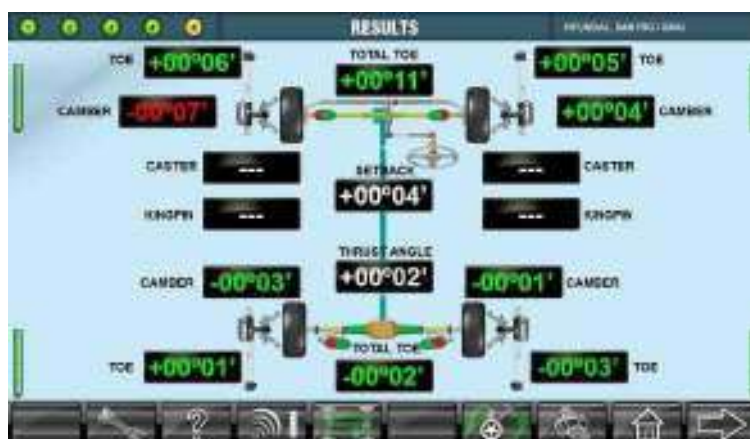 RESULTS
TOE +00°06' TOTAL TOE +00°05' TOE
+00°11'
CAMBER -00°07' +00°04' CAMBER
CASTER --- SETBACK --- CASTER
+00°04'
KINGPIN --- --- KINGPIN
THRUST ANGLE
CAMBER -00°03' +00°02' -00°01' CAMBER
TOTAL TOE
TOE +00°01' -00°02' -00°03' TOE